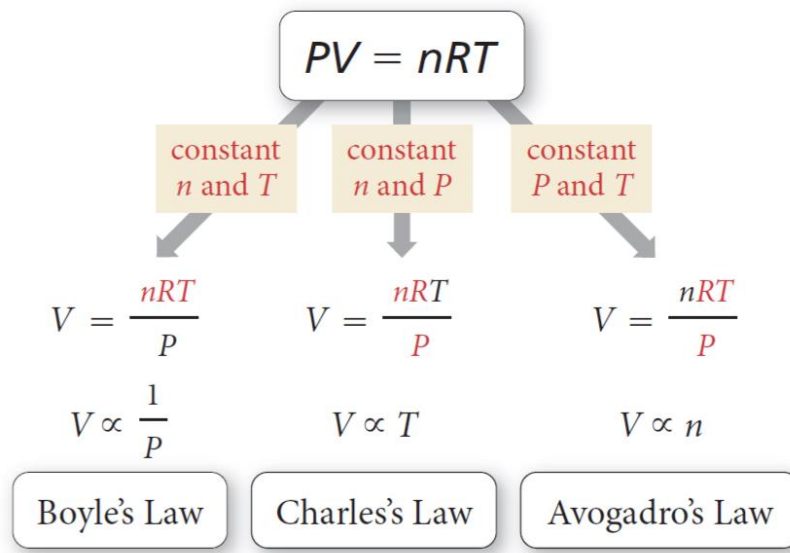 PV = nRT
constant
n and T
constant
n and P
constant
P and T
V = nRT / P
V = nRT / P
V = nRT / P
V ∝ 1 / P
V ∝ T
V ∝ n
Boyle's Law
Charles's Law
Avogadro's Law